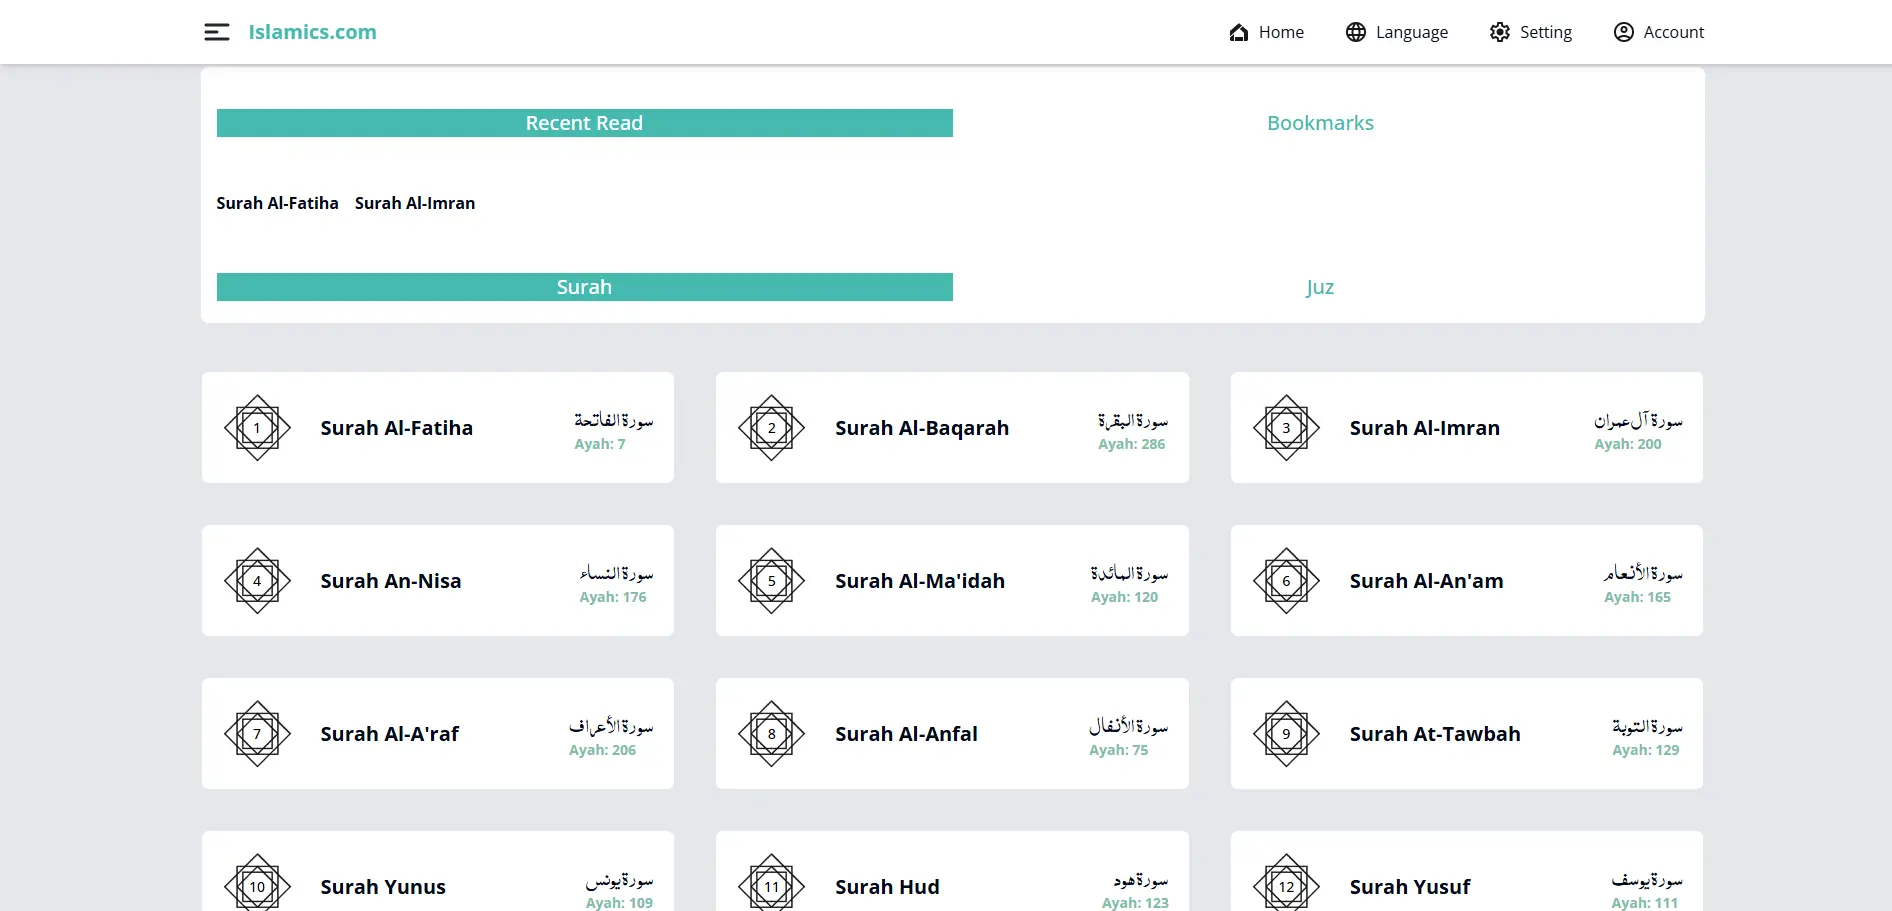 Islamics.com
Home
Language
Setting
Account
Recent Read
Bookmarks
Surah Al-Fatiha
Surah Al-Imran
Surah
Juz
1
Surah Al-Fatiha
سورة الفاتحة
Ayah: 7
2
Surah Al-Baqarah
سورة البقرة
Ayah: 286
3
Surah Al-Imran
سورة آل عمران
Ayah: 200
4
Surah An-Nisa
سورة النساء
Ayah: 176
5
Surah Al-Ma'idah
سورة المائدة
Ayah: 120
6
Surah Al-An'am
سورة الأنعام
Ayah: 165
7
Surah Al-A'raf
سورة الأعراف
Ayah: 206
8
Surah Al-Anfal
سورة الأنفال
Ayah: 75
9
Surah At-Tawbah
سورة التوبة
Ayah: 129
10
Surah Yunus
سورة يونس
Ayah: 109
11
Surah Hud
سورة هود
Ayah: 123
12
Surah Yusuf
سورة يوسف
Ayah: 111